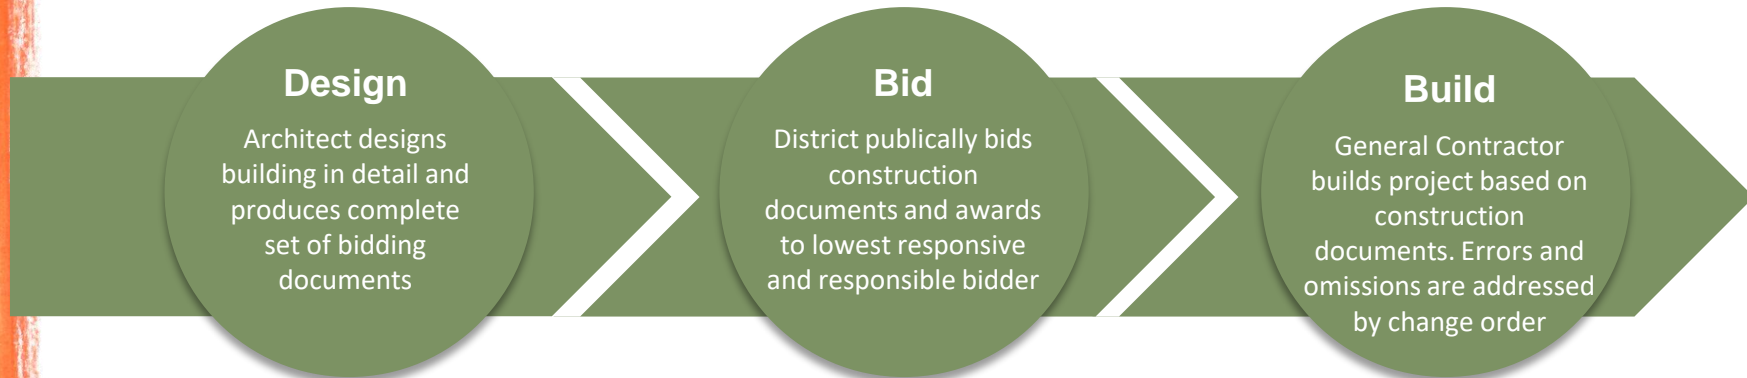 Design
Architect designs
building in detail and
produces complete
set of bidding
documents
Bid
District publically bids
construction
documents and awards
to lowest responsive
and responsible bidder
Build
General Contractor
builds project based on
construction
documents. Errors and
omissions are addressed
by change order